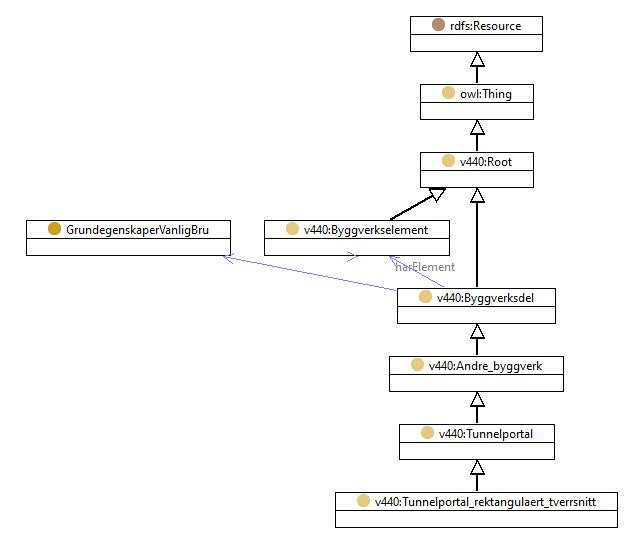 rdfs:Resource
owl:Thing
v440:Root
GrundegenskaperVanligBru
v440:Byggverkselement
harElement
v440:Byggverksdel
v440:Andre_byggverk
v440:Tunnelportal
v440:Tunnelportal_rektangulaert_tverrsnitt